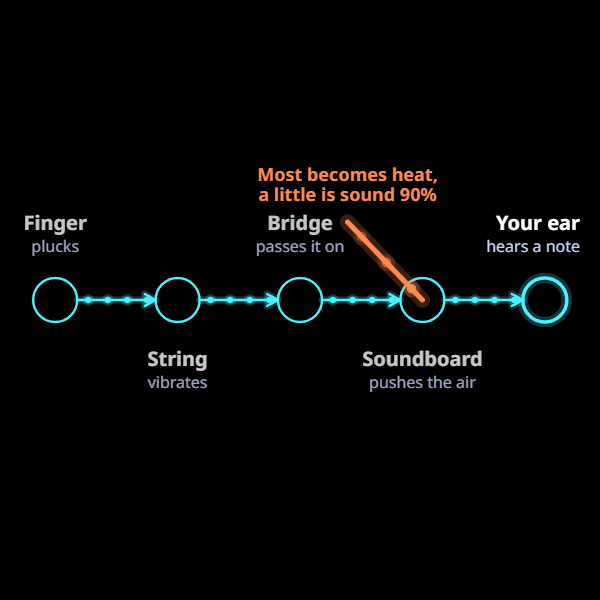 Most becomes heat,
a little is sound 90%
Finger
plucks
Bridge
passes it on
Your ear
hears a note
String
vibrates
Soundboard
pushes the air